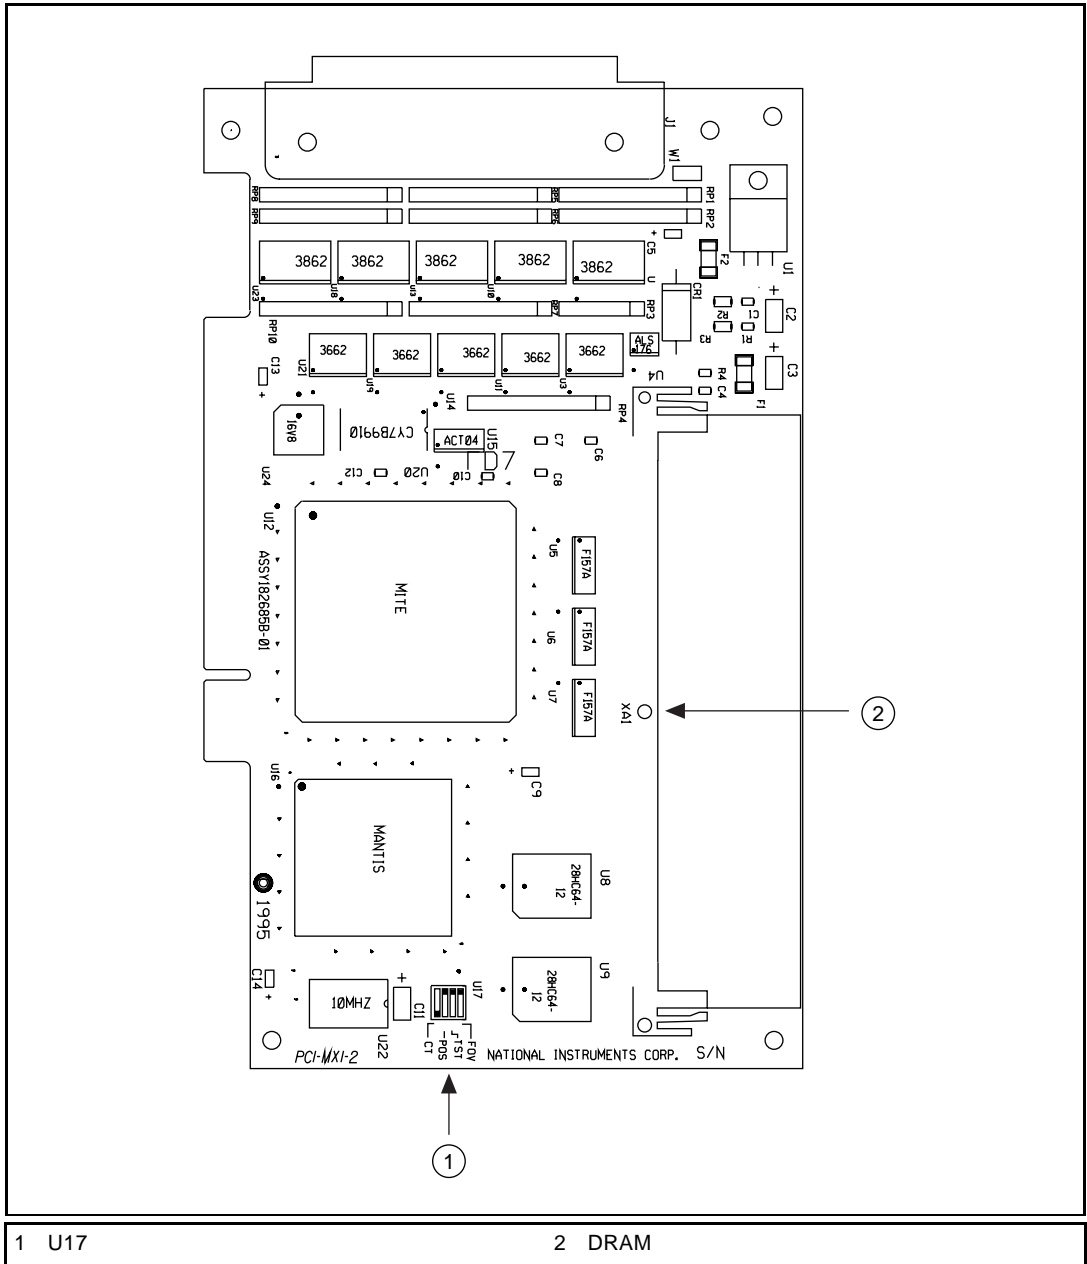 J1
W1
RP8
RP5
RP1
RP9
RP6
RP2
+
C5
F2
U1
3862
3862
3862
3862
3862
U
U23
U18
U13
U10
CR1
RP7
RP3
RP10
+
R2
C1
C2
R3
R1
ALS
176
3662
3662
3662
3662
3662
U21
U19
U11
U3
U4
C13
+
+
C3
R4
C4
F1
U14
RP4
16V8
CY7B9910
ACT04
U15
C7
C6
U24
C12
U20
C10
C8
U12
ASSY182685B-01
MITE
U5
F157A
U6
F157A
U7
F157A
XA1
2
U16
+
C9
MANTIS
28HC64-
12
U8
1995
28HC64-
12
U9
C14
+
10MHZ
+
C11
U17
U22
CT
POS
TST
FOV
PCI-MXI-2
NATIONAL INSTRUMENTS CORP.
S/N
1
1 U17
2 DRAM